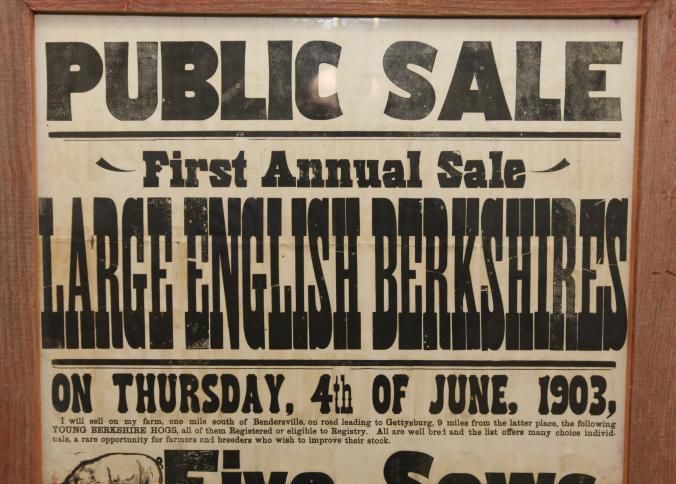 PUBLIC SALE
First Annual Sale
LARGE ENGLISH BERKSHIRES
ON THURSDAY, 4th OF JUNE, 1903,
I will sell on my farm, one mile south of Bendersville, on road leading to Gettysburg, 9 miles from the latter place, the following
YOUNG BERKSHIRE HOGS, all of them Registered or eligible to Registry. All are well bred and the list offers many choice individ-
uals, a rare opportunity for farmers and breeders who wish to improve their stock.
Five Sows